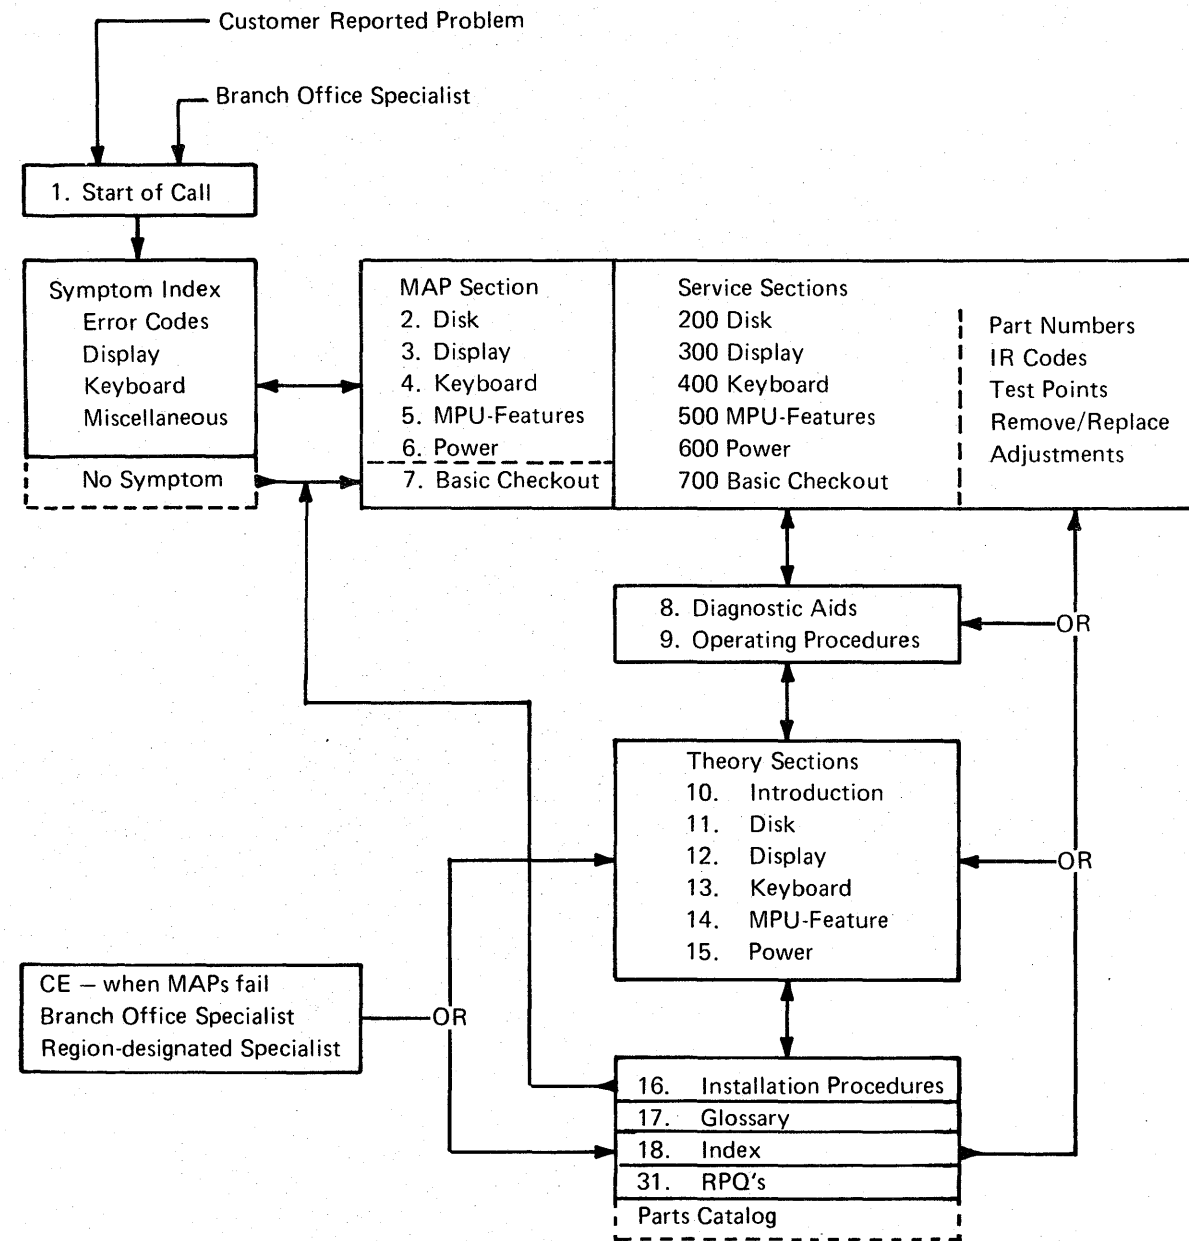 Customer Reported Problem
Branch Office Specialist
1. Start of Call
Symptom Index
Error Codes
Display
Keyboard
Miscellaneous
No Symptom
MAP Section
2. Disk
3. Display
4. Keyboard
5. MPU-Features
6. Power
7. Basic Checkout
Service Sections
200 Disk
300 Display
400 Keyboard
500 MPU-Features
600 Power
700 Basic Checkout
Part Numbers
IR Codes
Test Points
Remove/Replace
Adjustments
8. Diagnostic Aids
9. Operating Procedures
OR
Theory Sections
10. Introduction
11. Disk
12. Display
13. Keyboard
14. MPU-Feature
15. Power
OR
CE – when MAPs fail
Branch Office Specialist
Region-designated Specialist
OR
16. Installation Procedures
17. Glossary
18. Index
31. RPQ's
Parts Catalog